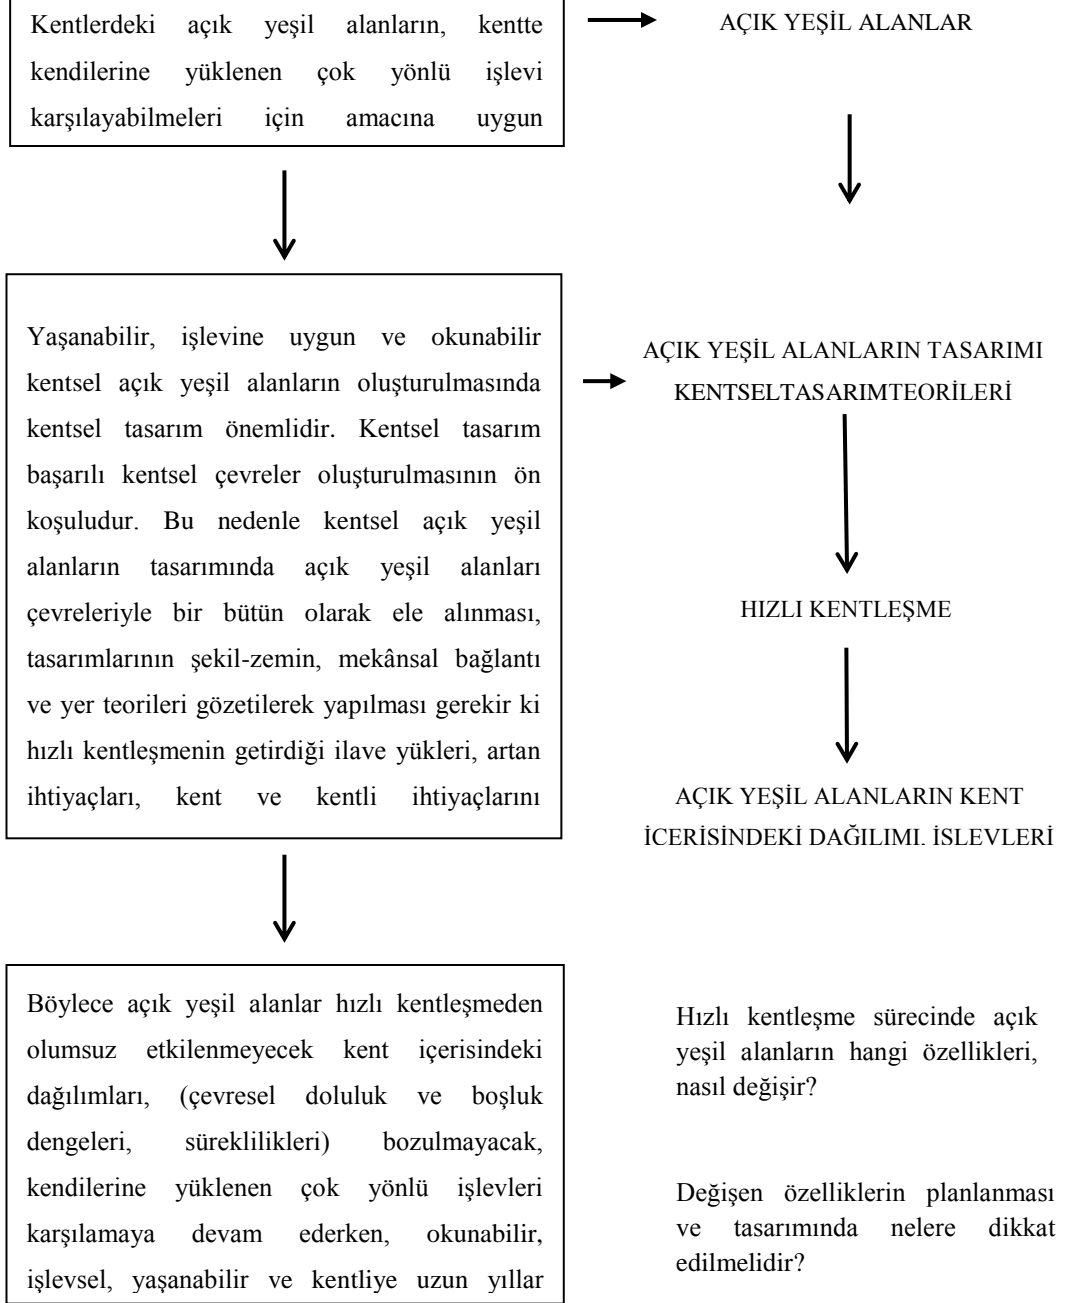 Kentlerdeki açık yeşil alanların, kentte
kendilerine yüklenen çok yönlü işlevi
karşılayabilmeleri için amacına uygun
AÇIK YEŞİL ALANLAR
Yaşanabilir, işlevine uygun ve okunabilir
kentsel açık yeşil alanların oluşturulmasında
kentsel tasarım önemlidir. Kentsel tasarım
başarılı kentsel çevreler oluşturulmasının ön
koşuludur. Bu nedenle kentsel açık yeşil
alanların tasarımında açık yeşil alanları
çevreleriyle bir bütün olarak ele alınması,
tasarımlarının şekil-zemin, mekânsal bağlantı
ve yer teorileri gözetilerek yapılması gerekir ki
hızlı kentleşmenin getirdiği ilave yükleri, artan
ihtiyaçları, kent ve kentli ihtiyaçlarını
AÇIK YEŞİL ALANLARIN TASARIMI
KENTSELTASARIMTEORİLERİ
HIZLI KENTLEŞME
AÇIK YEŞİL ALANLARIN KENT
İÇERİSİNDEKİ DAĞILIMI, İŞLEVLERİ
Böylece açık yeşil alanlar hızlı kentleşmeden
olumsuz etkilenmeyecek kent içerisindeki
dağılımları, (çevresel doluluk ve boşluk
dengeleri, süreklilikleri) bozulmayacak,
kendilerine yüklenen çok yönlü işlevleri
karşılamaya devam ederken, okunabilir,
işlevsel, yaşanabilir ve kentliye uzun yıllar
Hızlı kentleşme sürecinde açık
yeşil alanların hangi özellikleri,
nasıl değişir?
Değişen özelliklerin planlanması
ve tasarımında nelere dikkat
edilmelidir?